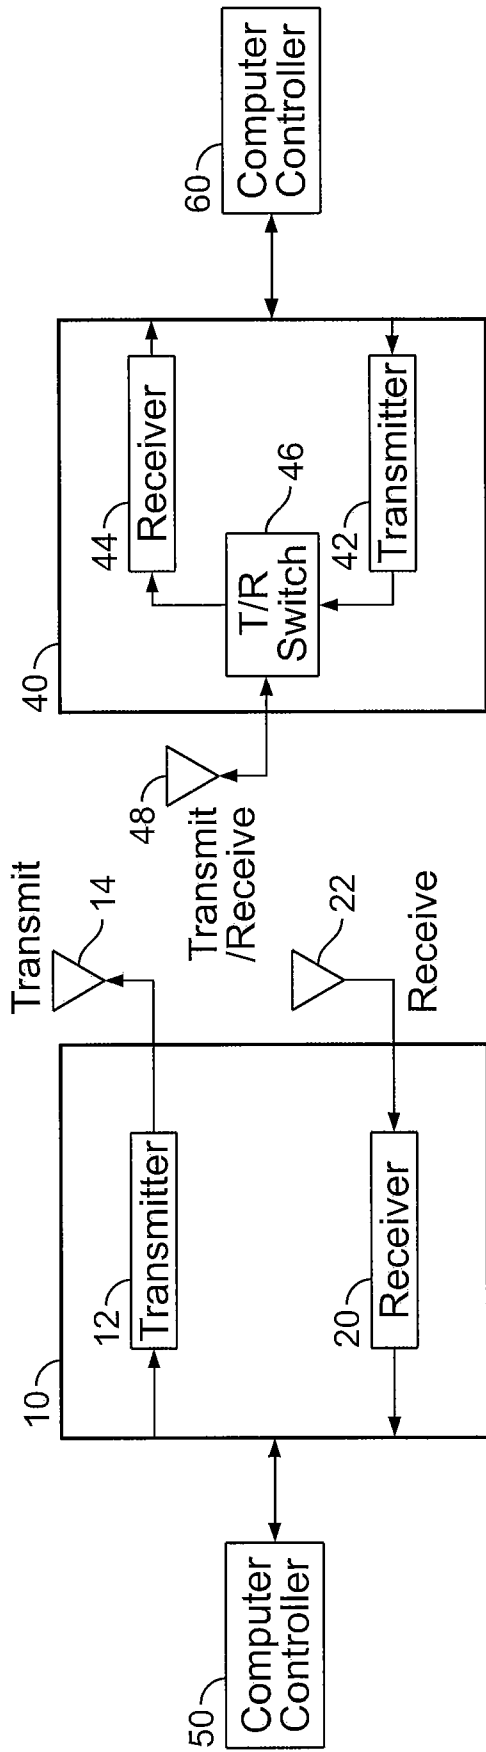 10
12
Transmitter
Transmit
14
50
Computer
Controller
20
Receiver
22
Receive
40
48
Transmit
/Receive
44
Receiver
T/R
Switch
46
42
Transmitter
60
Computer
Controller